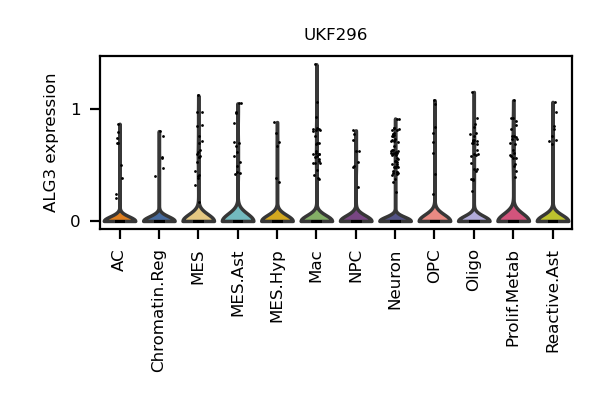 UKF296
ALG3 expression
1
0
AC
Chromatin.Reg
MES
MES.Ast
MES.Hyp
Mac
NPC
Neuron
OPC
Oligo
Prolif.Metab
Reactive.Ast